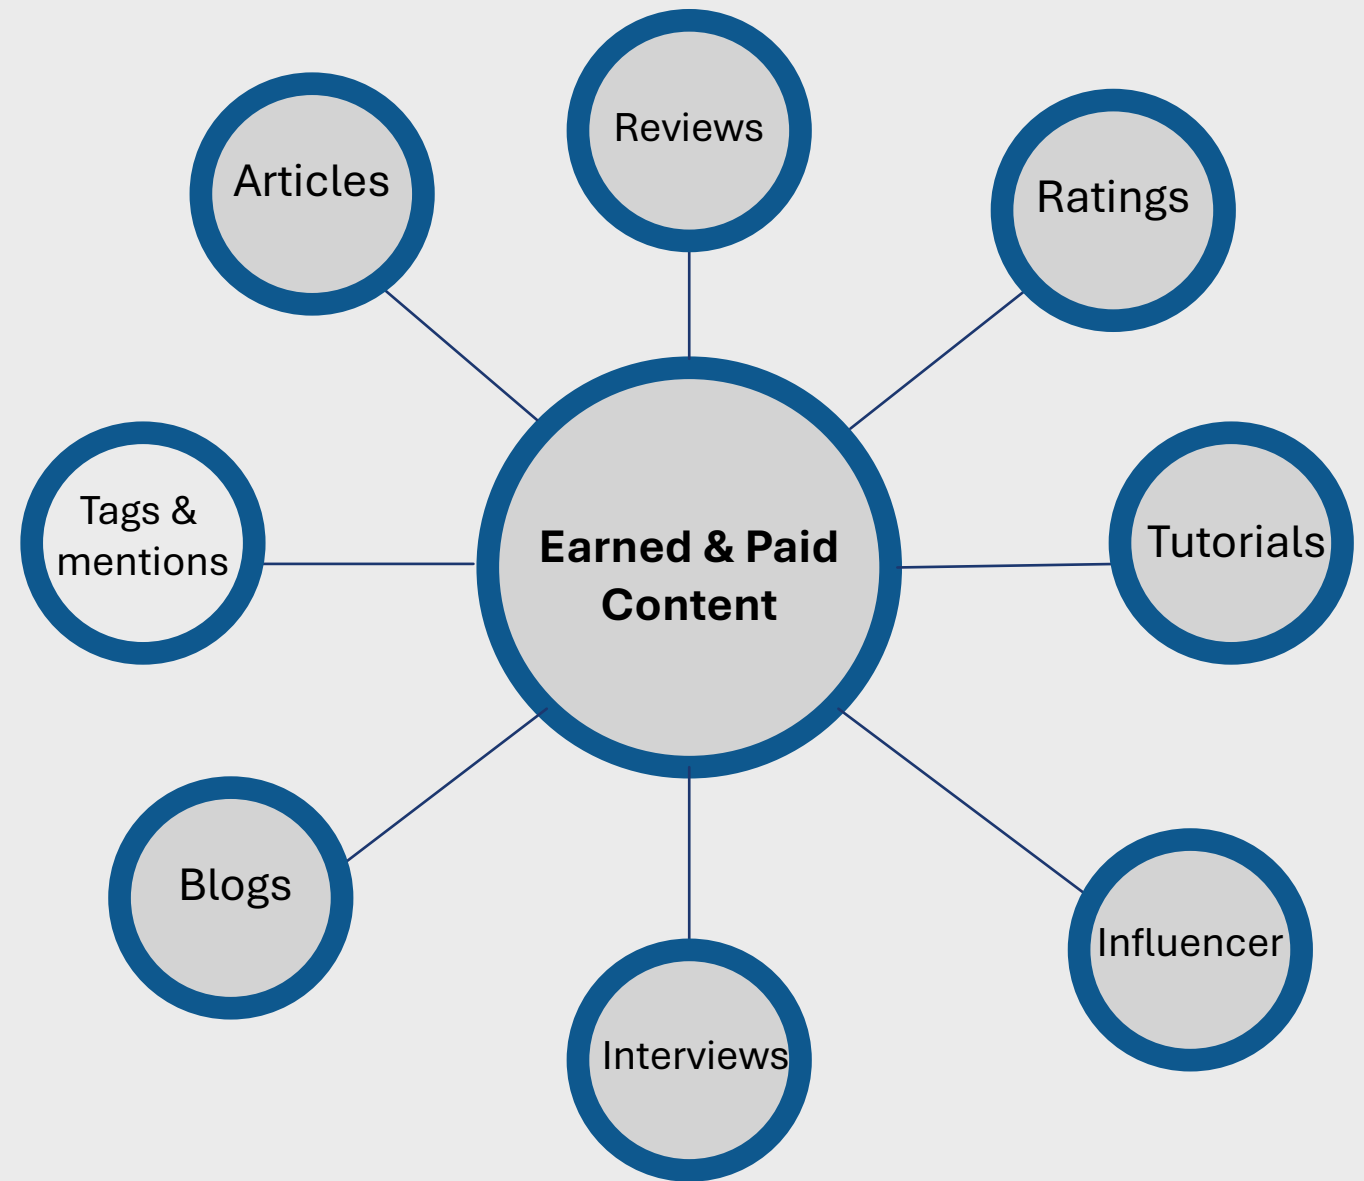 Reviews
Articles
Ratings
Tags &
mentions
Earned & Paid
Content
Tutorials
Blogs
Influencer
Interviews